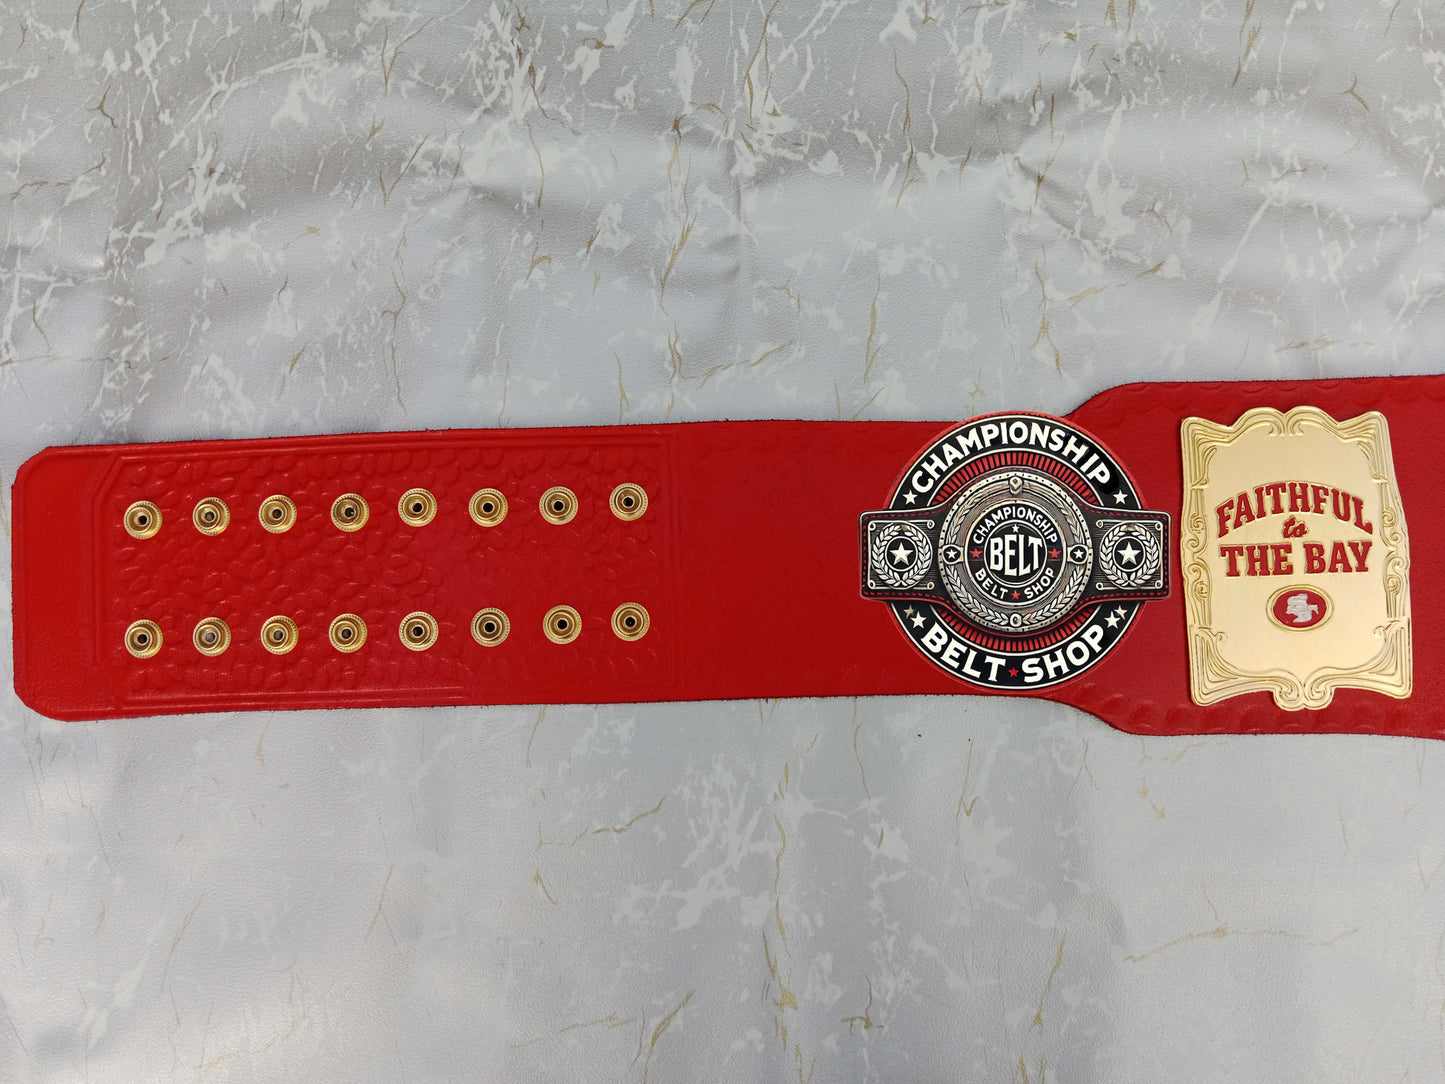 CHAMPIONSHIP
CHAMPIONSHIP
BELT
BELT SHOP
BELT SHOP
FAITHFUL
to
THE BAY